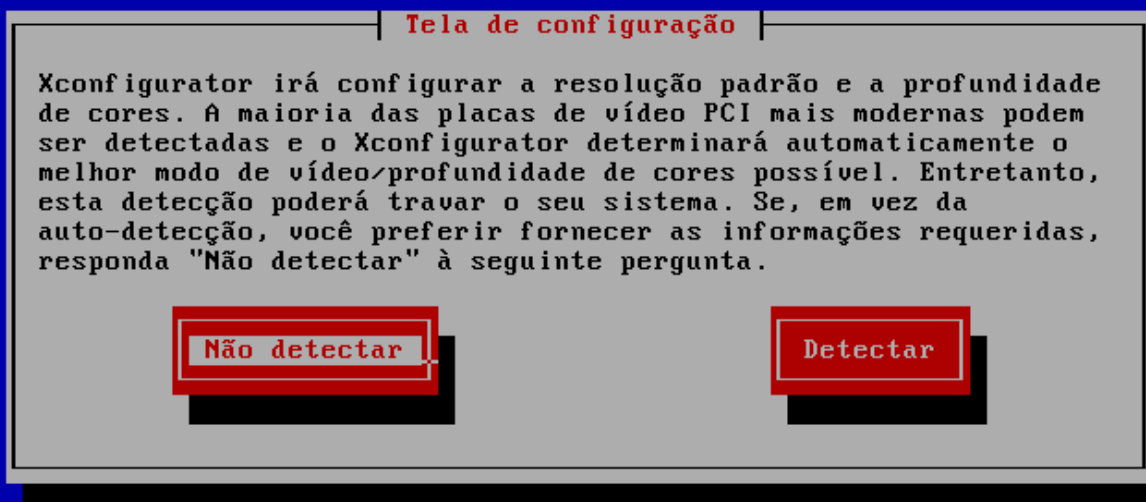 Tela de configuração
Xconfigurator irá configurar a resolução padrão e a profundidade
de cores. A maioria das placas de vídeo PCI mais modernas podem
ser detectadas e o Xconfigurator determinará automaticamente o
melhor modo de vídeo/profundidade de cores possível. Entretanto,
esta detecção poderá travar o seu sistema. Se, em vez da
auto-detecção, você preferir fornecer as informações requeridas,
responda "Não detectar" à seguinte pergunta.
Não detectar
Detectar